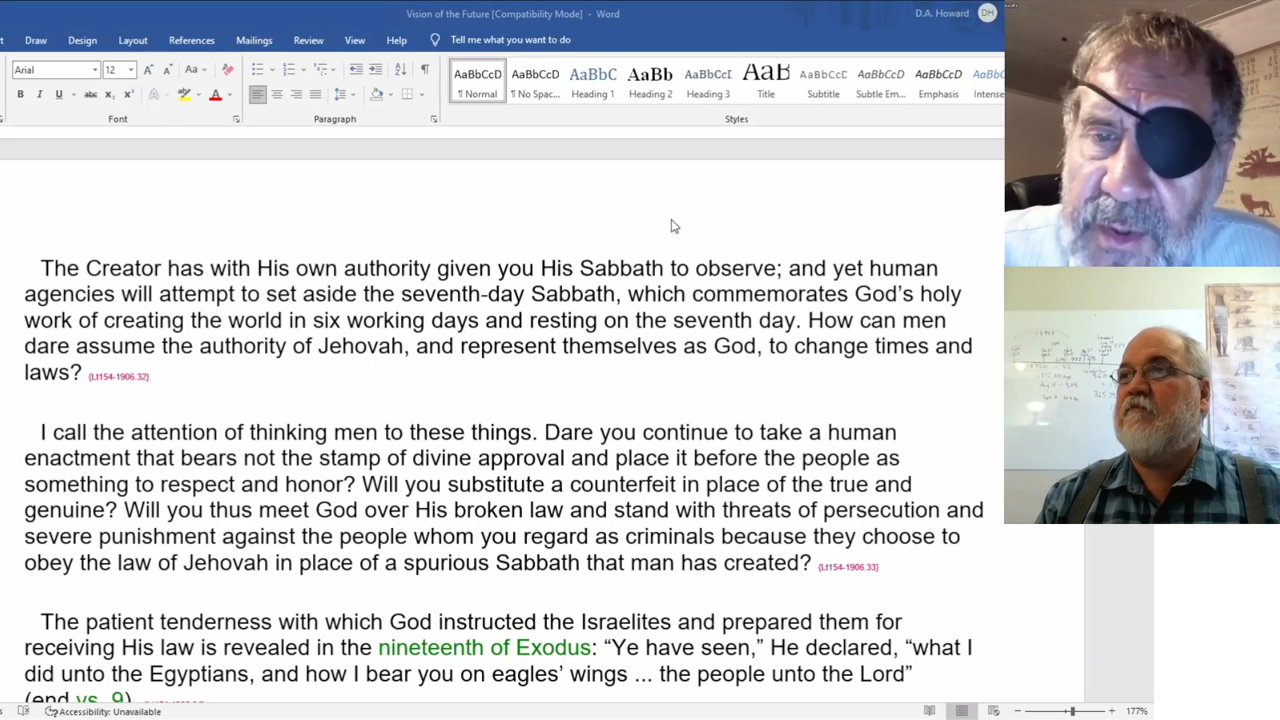 Vision of the Future [Compatibility Mode] - Word
D.A. Howard
DH
Draw Design Layout References Mailings Review View Help Tell me what you want to do
Arial 12 Aa
B I U abc x₂ x² A A
Font
Paragraph
AaBbCcD AaBbCcD AaBbC AaBb AaBbCcI AaB AaBbCcD AaBbCcD AaBbCcD AaBbC
¶ Normal ¶ No Spac... Heading 1 Heading 2 Heading 3 Title Subtitle Subtle Em... Emphasis Intense
Styles
The Creator has with His own authority given you His Sabbath to observe; and yet human
agencies will attempt to set aside the seventh-day Sabbath, which commemorates God's holy
work of creating the world in six working days and resting on the seventh day. How can men
dare assume the authority of Jehovah, and represent themselves as God, to change times and
laws? {Lt154-1906.32}
I call the attention of thinking men to these things. Dare you continue to take a human
enactment that bears not the stamp of divine approval and place it before the people as
something to respect and honor? Will you substitute a counterfeit in place of the true and
genuine? Will you thus meet God over His broken law and stand with threats of persecution and
severe punishment against the people whom you regard as criminals because they choose to
obey the law of Jehovah in place of a spurious Sabbath that man has created? {Lt154-1906.33}
The patient tenderness with which God instructed the Israelites and prepared them for
receiving His law is revealed in the nineteenth of Exodus: “Ye have seen,” He declared, “what I
did unto the Egyptians, and how I bear you on eagles’ wings ... the people unto the Lord”
(end vs. 9)
Accessibility: Unavailable
177%